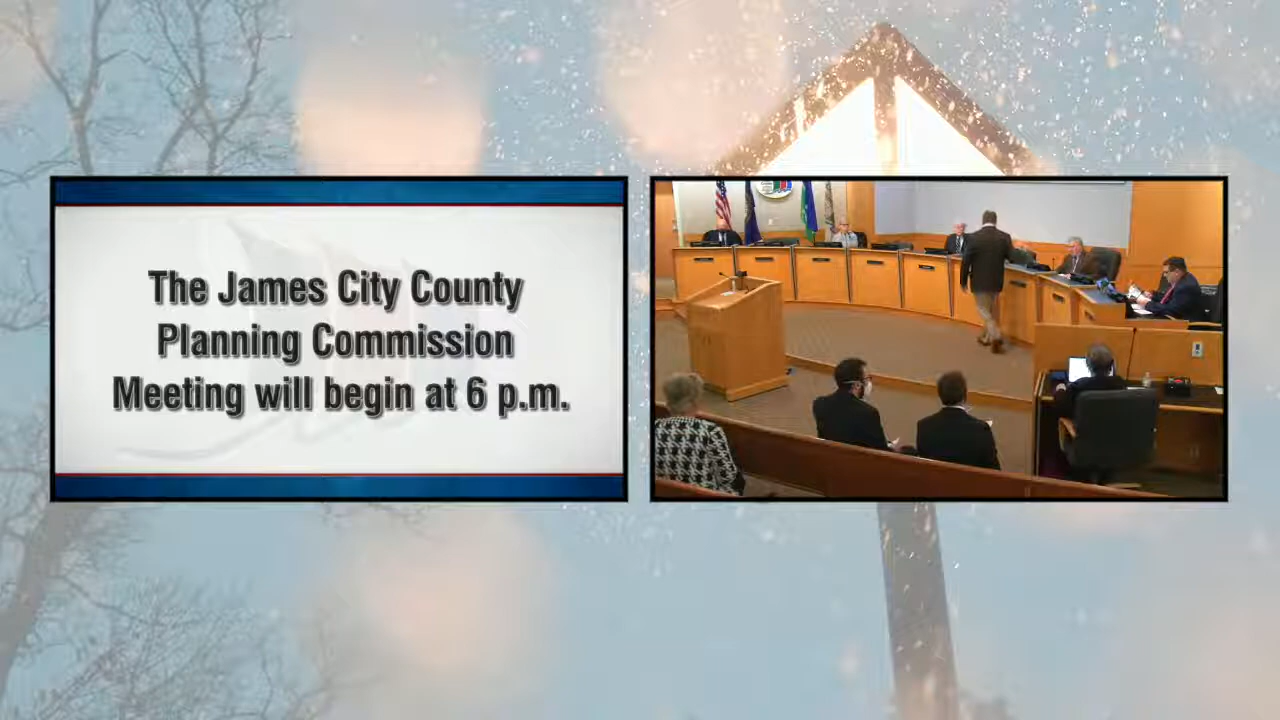 The James City County
Planning Commission
Meeting will begin at 6 p.m.